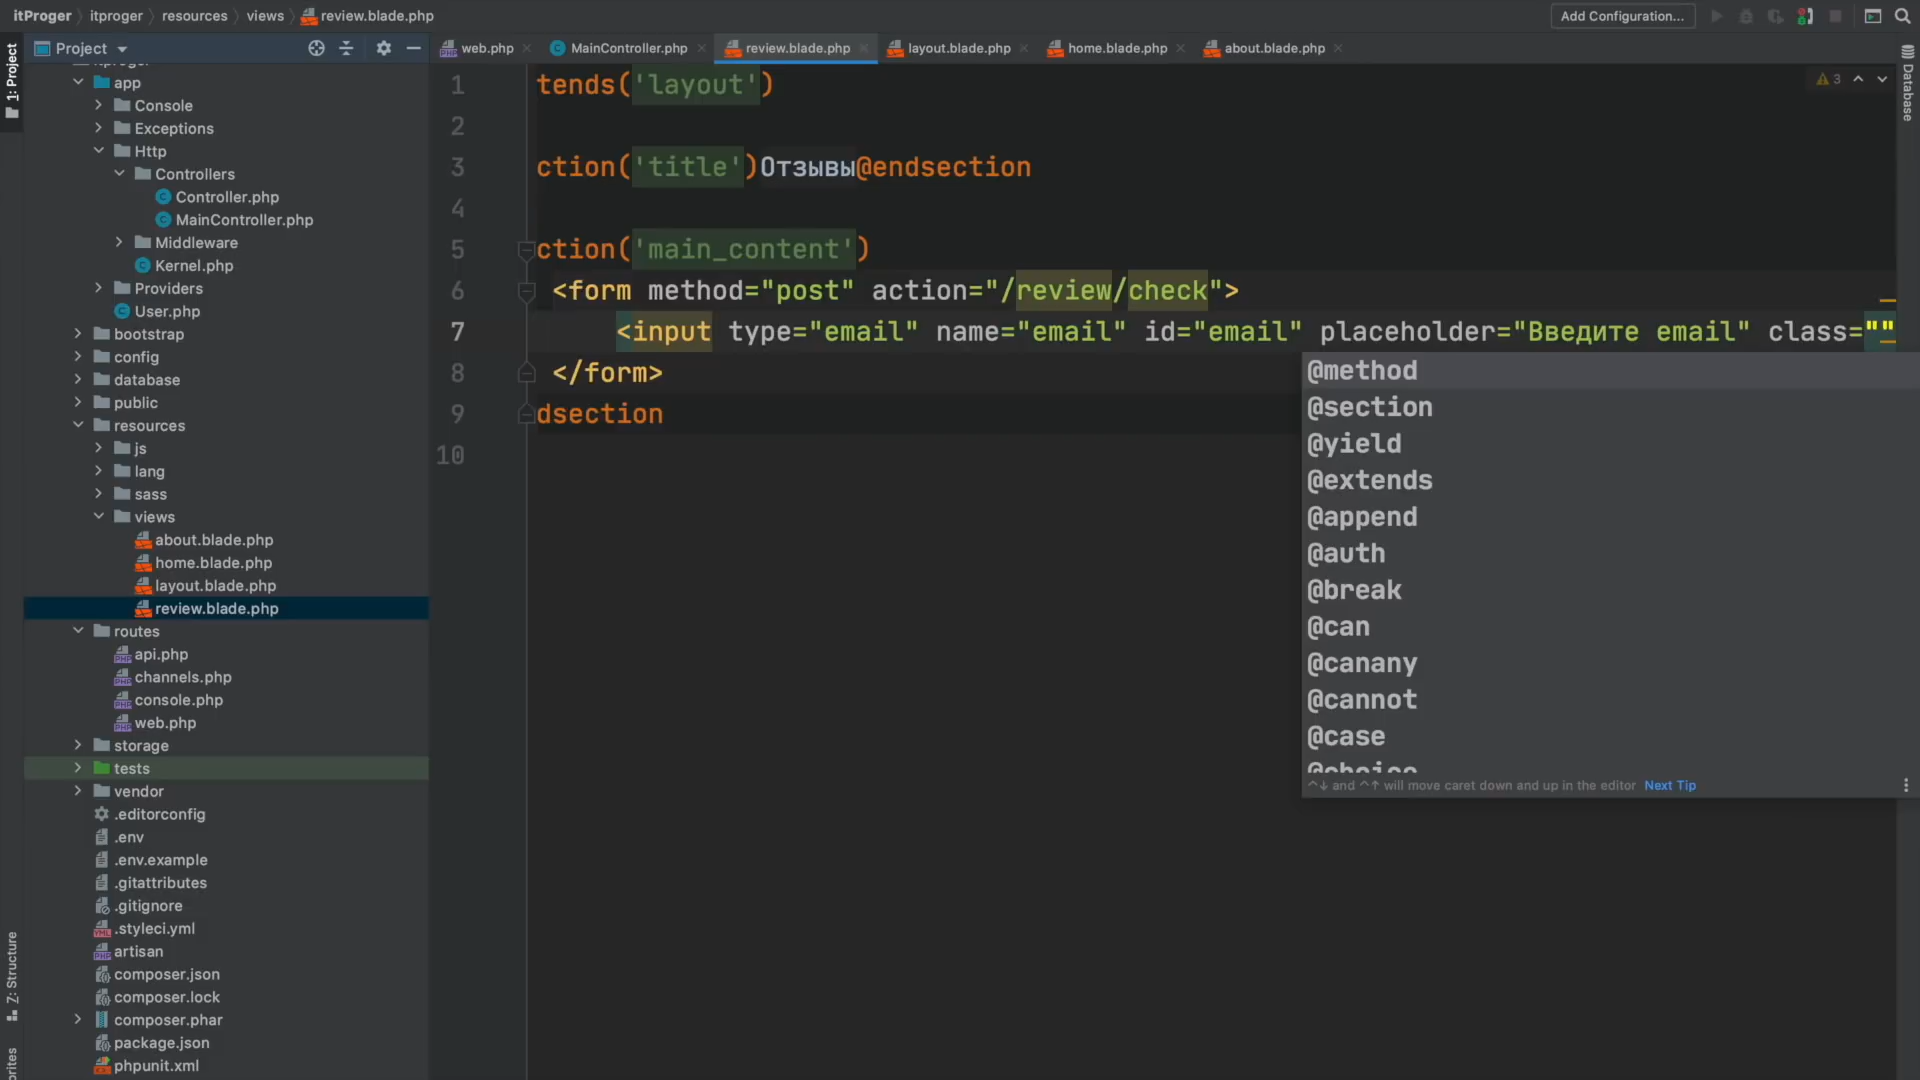 itProger itproger resources views review.blade.php
Add Configuration...
1: Project
Z: Structure
Database
Project
web.php
MainController.php
review.blade.php
layout.blade.php
home.blade.php
about.blade.php
app
Console
Exceptions
Http
Controllers
Controller.php
MainController.php
Middleware
Kernel.php
Providers
User.php
bootstrap
config
database
public
resources
js
lang
sass
views
about.blade.php
home.blade.php
layout.blade.php
review.blade.php
routes
api.php
channels.php
console.php
web.php
storage
tests
vendor
.editorconfig
.env
.env.example
.gitattributes
.gitignore
.styleci.yml
artisan
composer.json
composer.lock
composer.phar
package.json
phpunit.xml
3
1 tends('layout')
2
3 ction('title')Отзывы@endsection
4
5 ction('main_content')
6 <form method="post" action="/review/check">
7 <input type="email" name="email" id="email" placeholder="Введите email" class=""
8 </form>
9 dsection
10
@method
@section
@yield
@extends
@append
@auth
@break
@can
@canany
@cannot
@case
@choice
^↓ and ^↑ will move caret down and up in the editor Next Tip